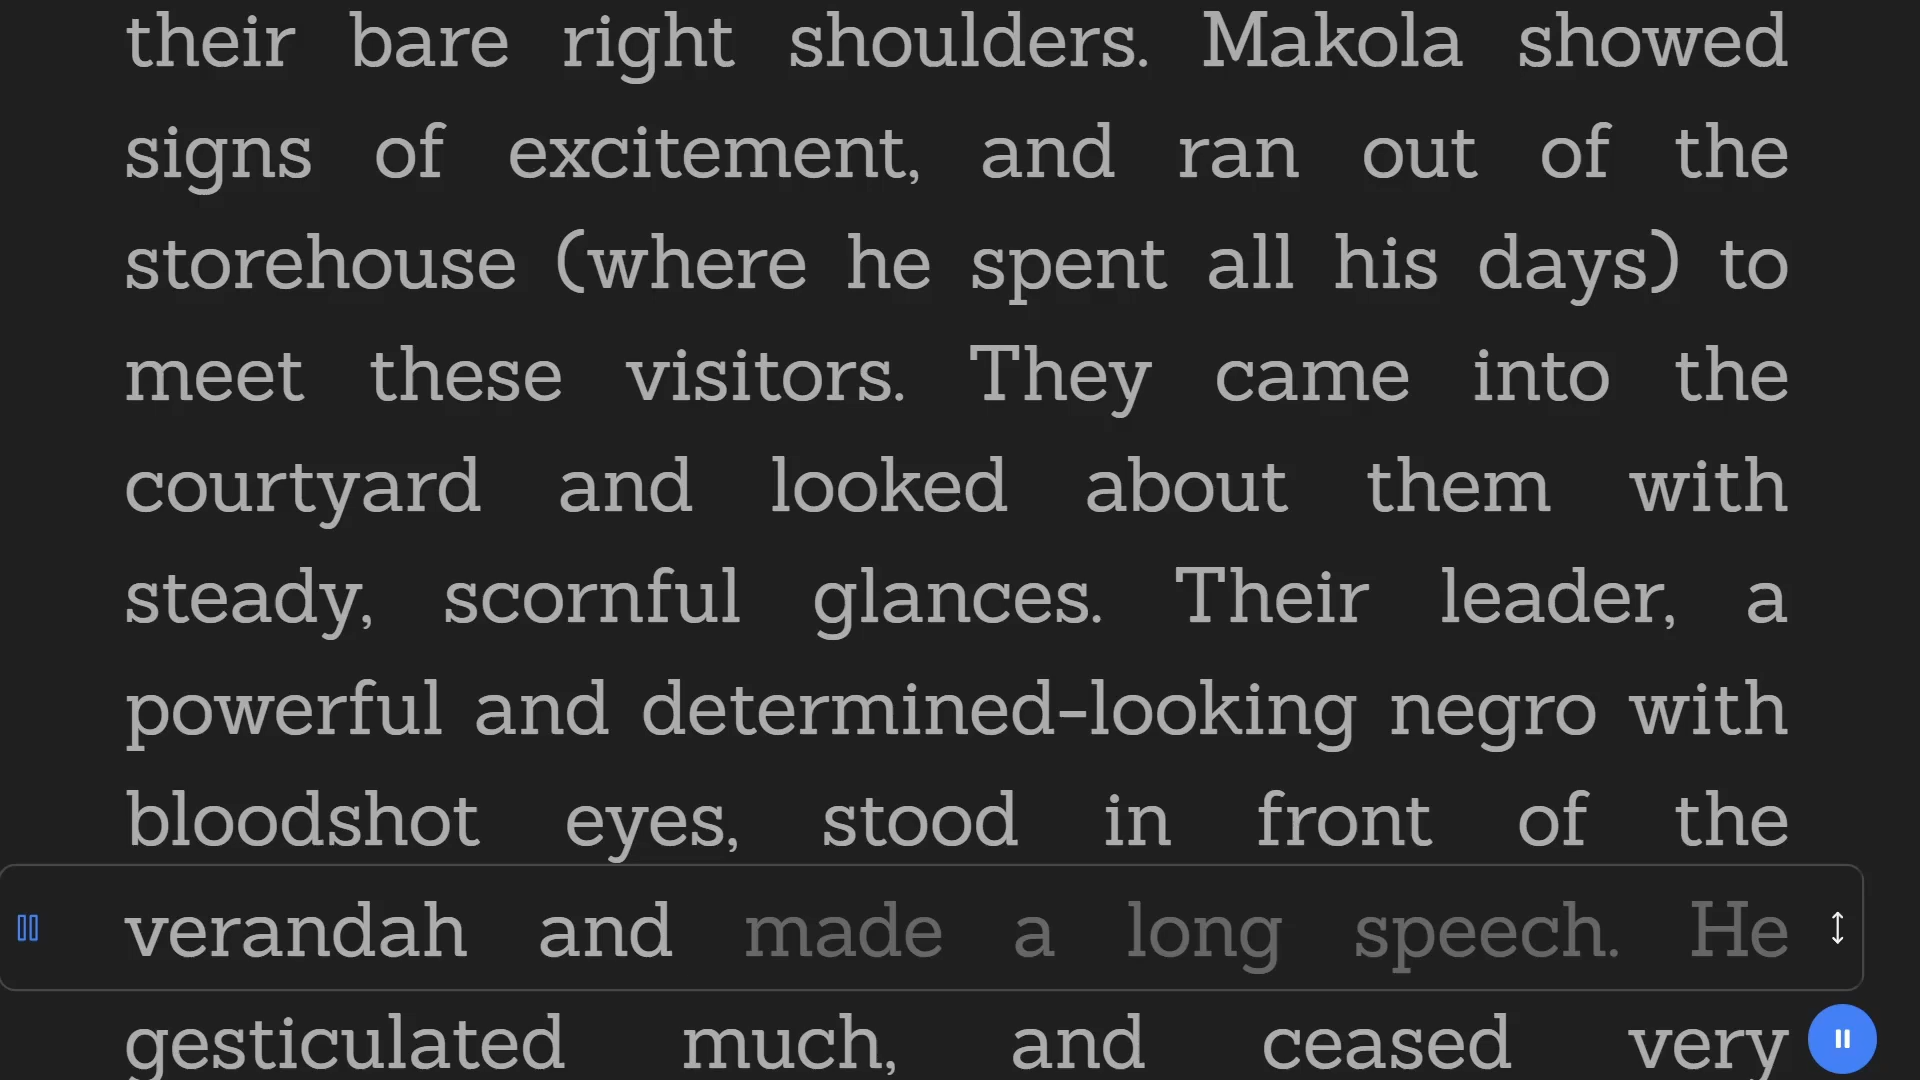 their bare right shoulders. Makola showed
signs of excitement, and ran out of the
storehouse (where he spent all his days) to
meet these visitors. They came into the
courtyard and looked about them with
steady, scornful glances. Their leader, a
powerful and determined-looking negro with
bloodshot eyes, stood in front of the
verandah and made a long speech. He
gesticulated much, and ceased very